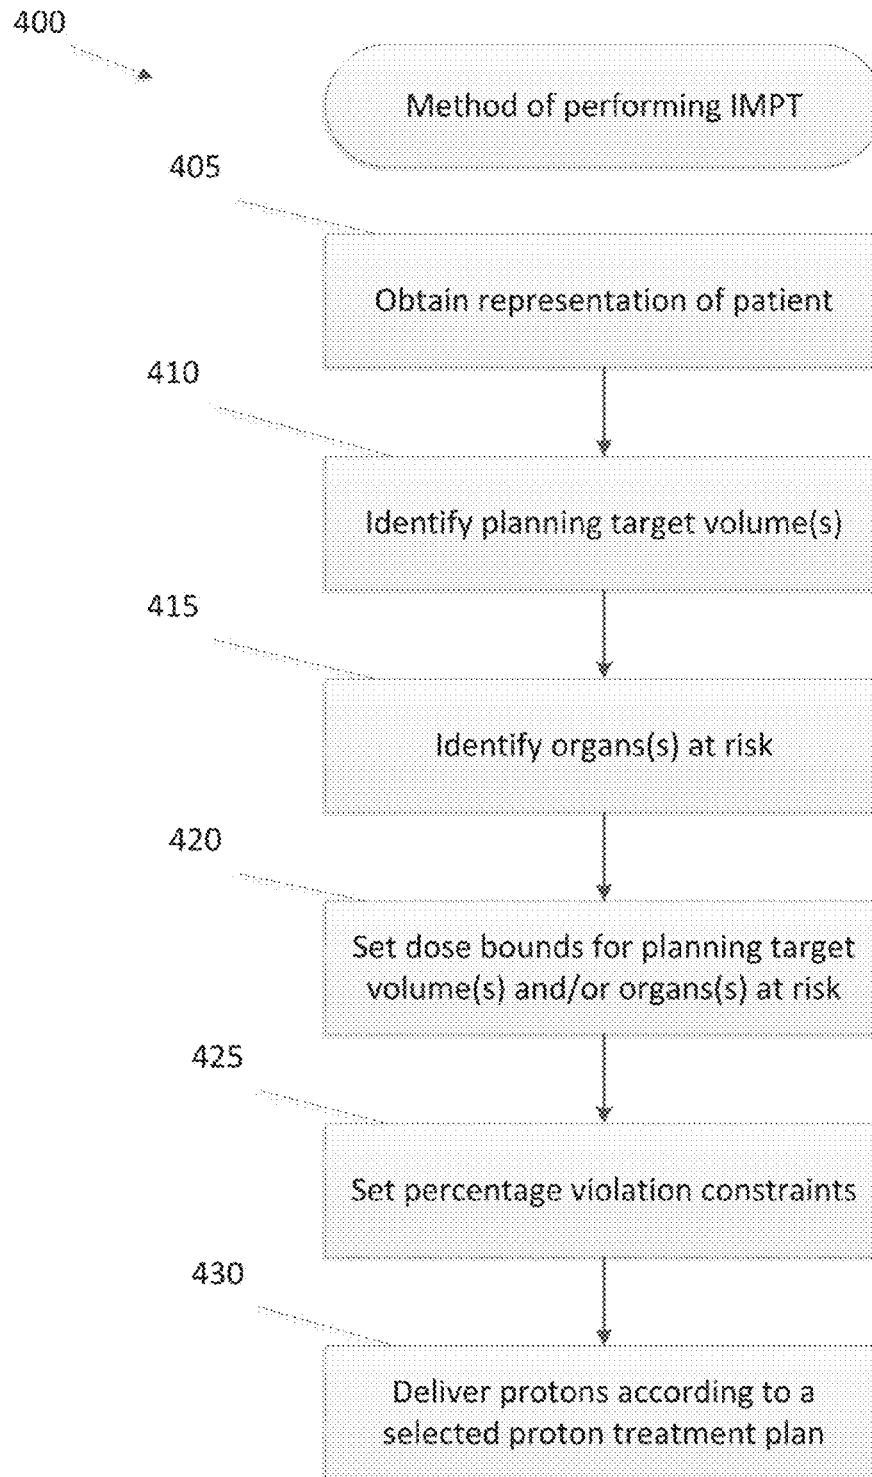 400
Method of performing IMPT
405
Obtain representation of patient
410
Identify planning target volume(s)
415
Identify organs(s) at risk
420
Set dose bounds for planning target
volume(s) and/or organs(s) at risk
425
Set percentage violation constraints
430
Deliver protons according to a
selected proton treatment plan